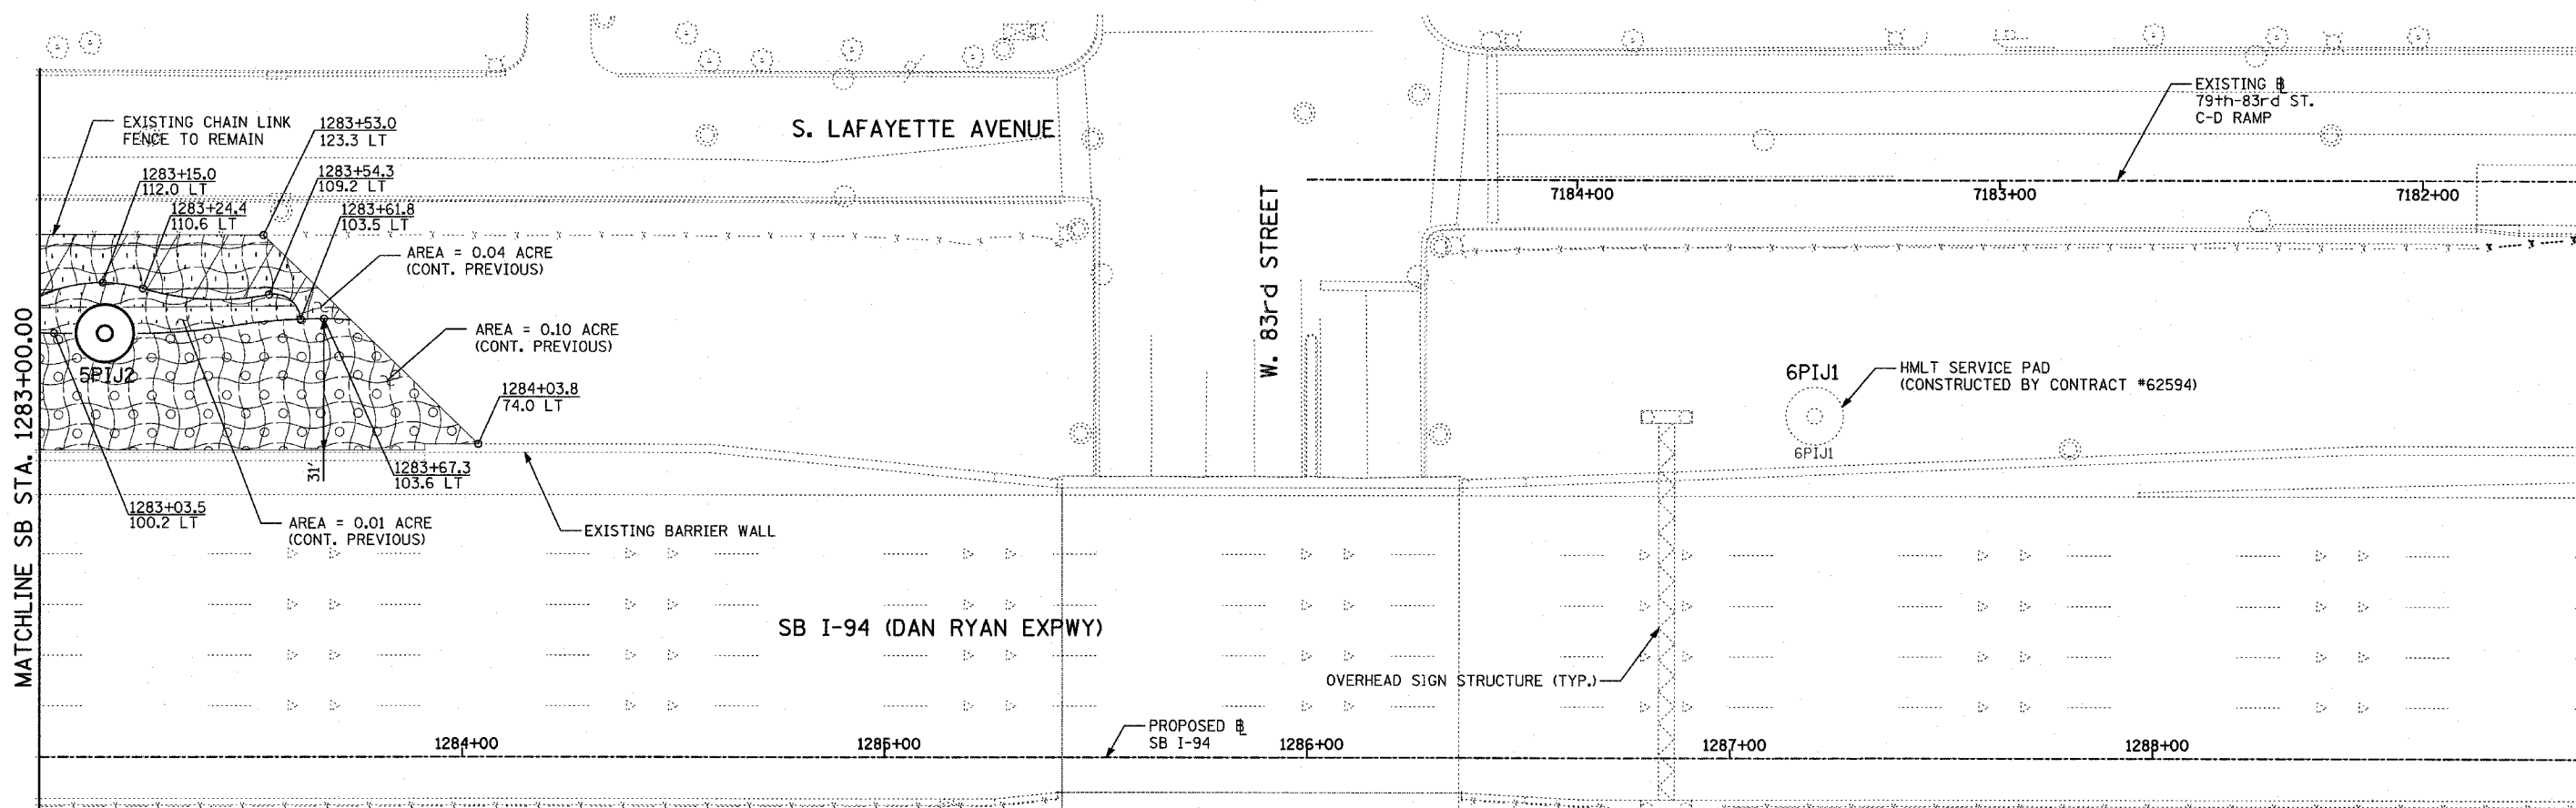 EXISTING ℄
79th-83rd ST.
C-D RAMP
EXISTING CHAIN LINK
FENCE TO REMAIN
1283+53.0
123.3 LT
S. LAFAYETTE AVENUE
1283+15.0
112.0 LT
1283+54.3
109.2 LT
7184+00
7183+00
7182+00
1283+24.4
110.6 LT
1283+61.8
103.5 LT
AREA = 0.04 ACRE
(CONT. PREVIOUS)
W. 83rd STREET
MATCHLINE SB STA. 1283+00.00
AREA = 0.10 ACRE
(CONT. PREVIOUS)
5PIJ2
1284+03.8
74.0 LT
6PIJ1
HMLT SERVICE PAD
(CONSTRUCTED BY CONTRACT #62594)
6PIJ1
31'
1283+67.3
103.6 LT
1283+03.5
100.2 LT
AREA = 0.01 ACRE
(CONT. PREVIOUS)
EXISTING BARRIER WALL
SB I-94 (DAN RYAN EXPWY)
OVERHEAD SIGN STRUCTURE (TYP.)
PROPOSED ℄
SB I-94
1284+00
1285+00
1286+00
1287+00
1288+00